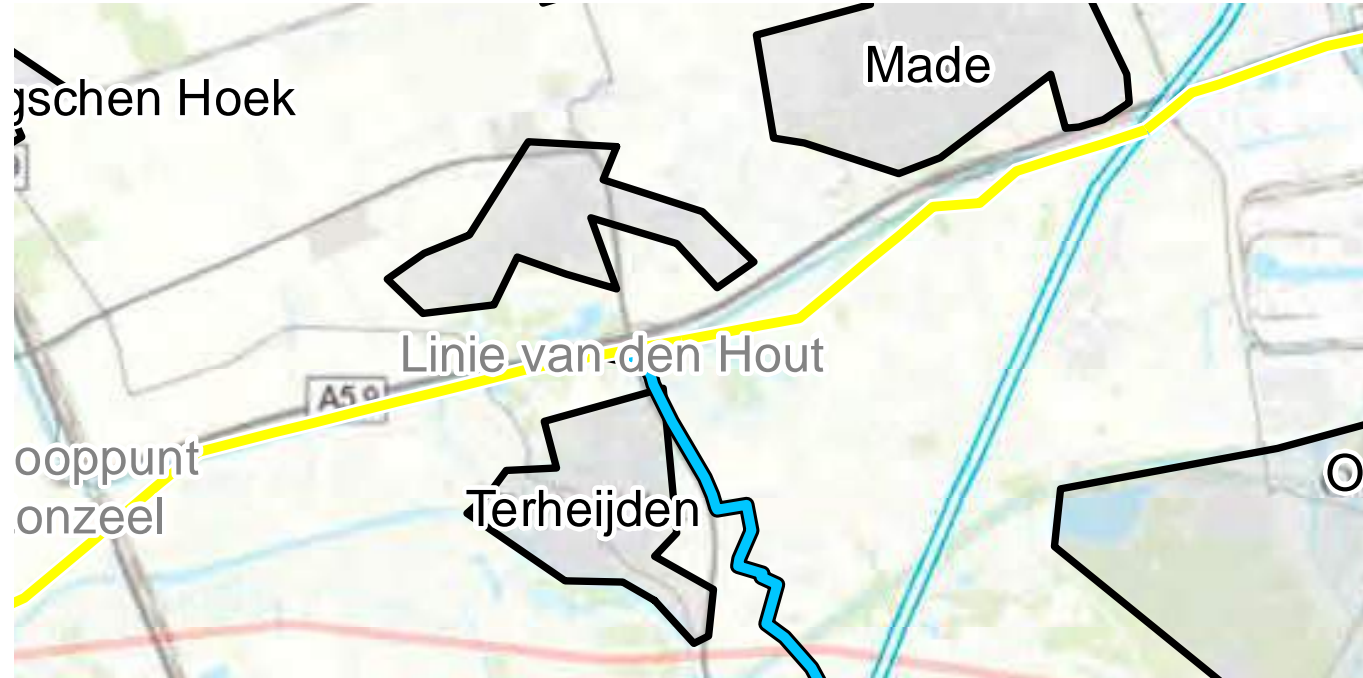 Made
gschen Hoek
Linie van den Hout
A59
ooppunt
onzeel
Terheijden
O